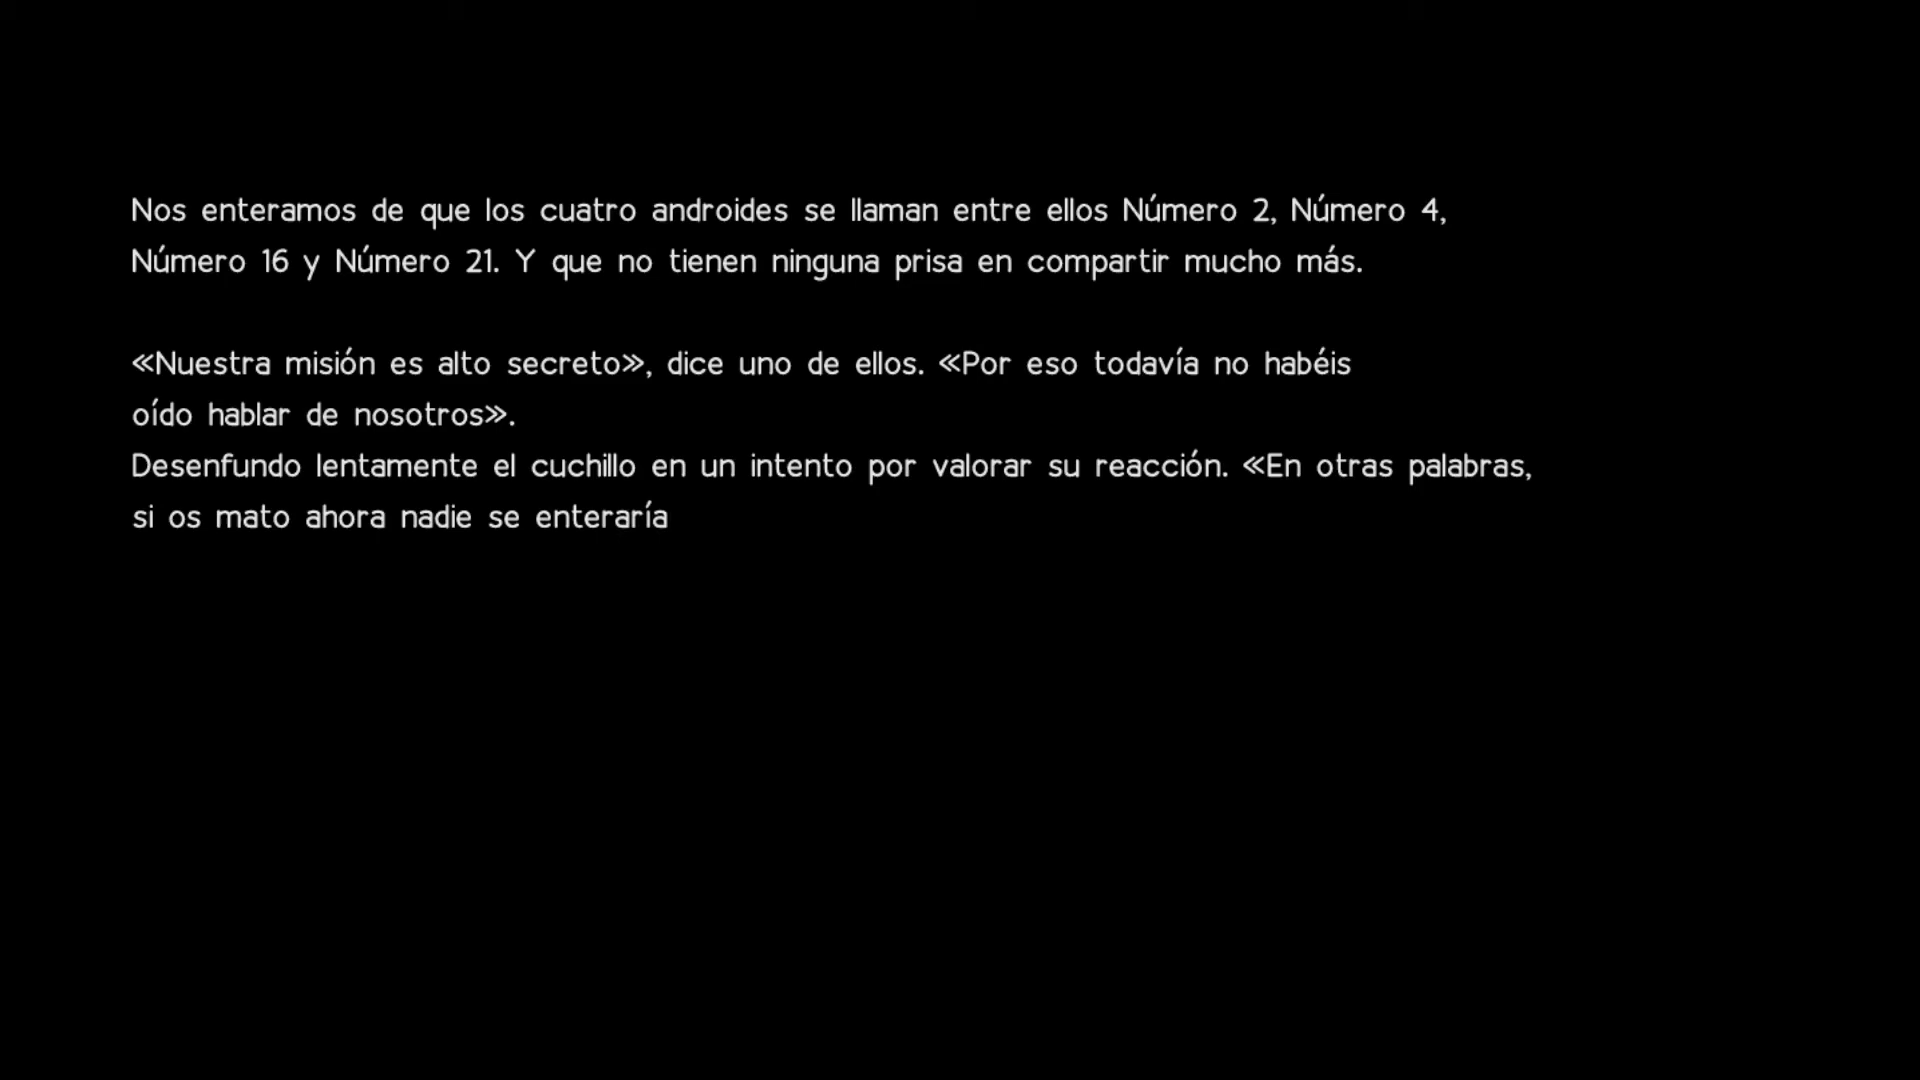 Nos enteramos de que los cuatro androides se llaman entre ellos Número 2, Número 4,
Número 16 y Número 21. Y que no tienen ninguna prisa en compartir mucho más.
«Nuestra misión es alto secreto», dice uno de ellos. «Por eso todavía no habéis
oído hablar de nosotros».
Desenfundo lentamente el cuchillo en un intento por valorar su reacción. «En otras palabras,
si os mato ahora nadie se enteraría